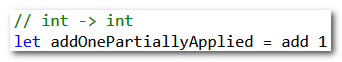 // int -> int
let addOnePartiallyApplied = add 1